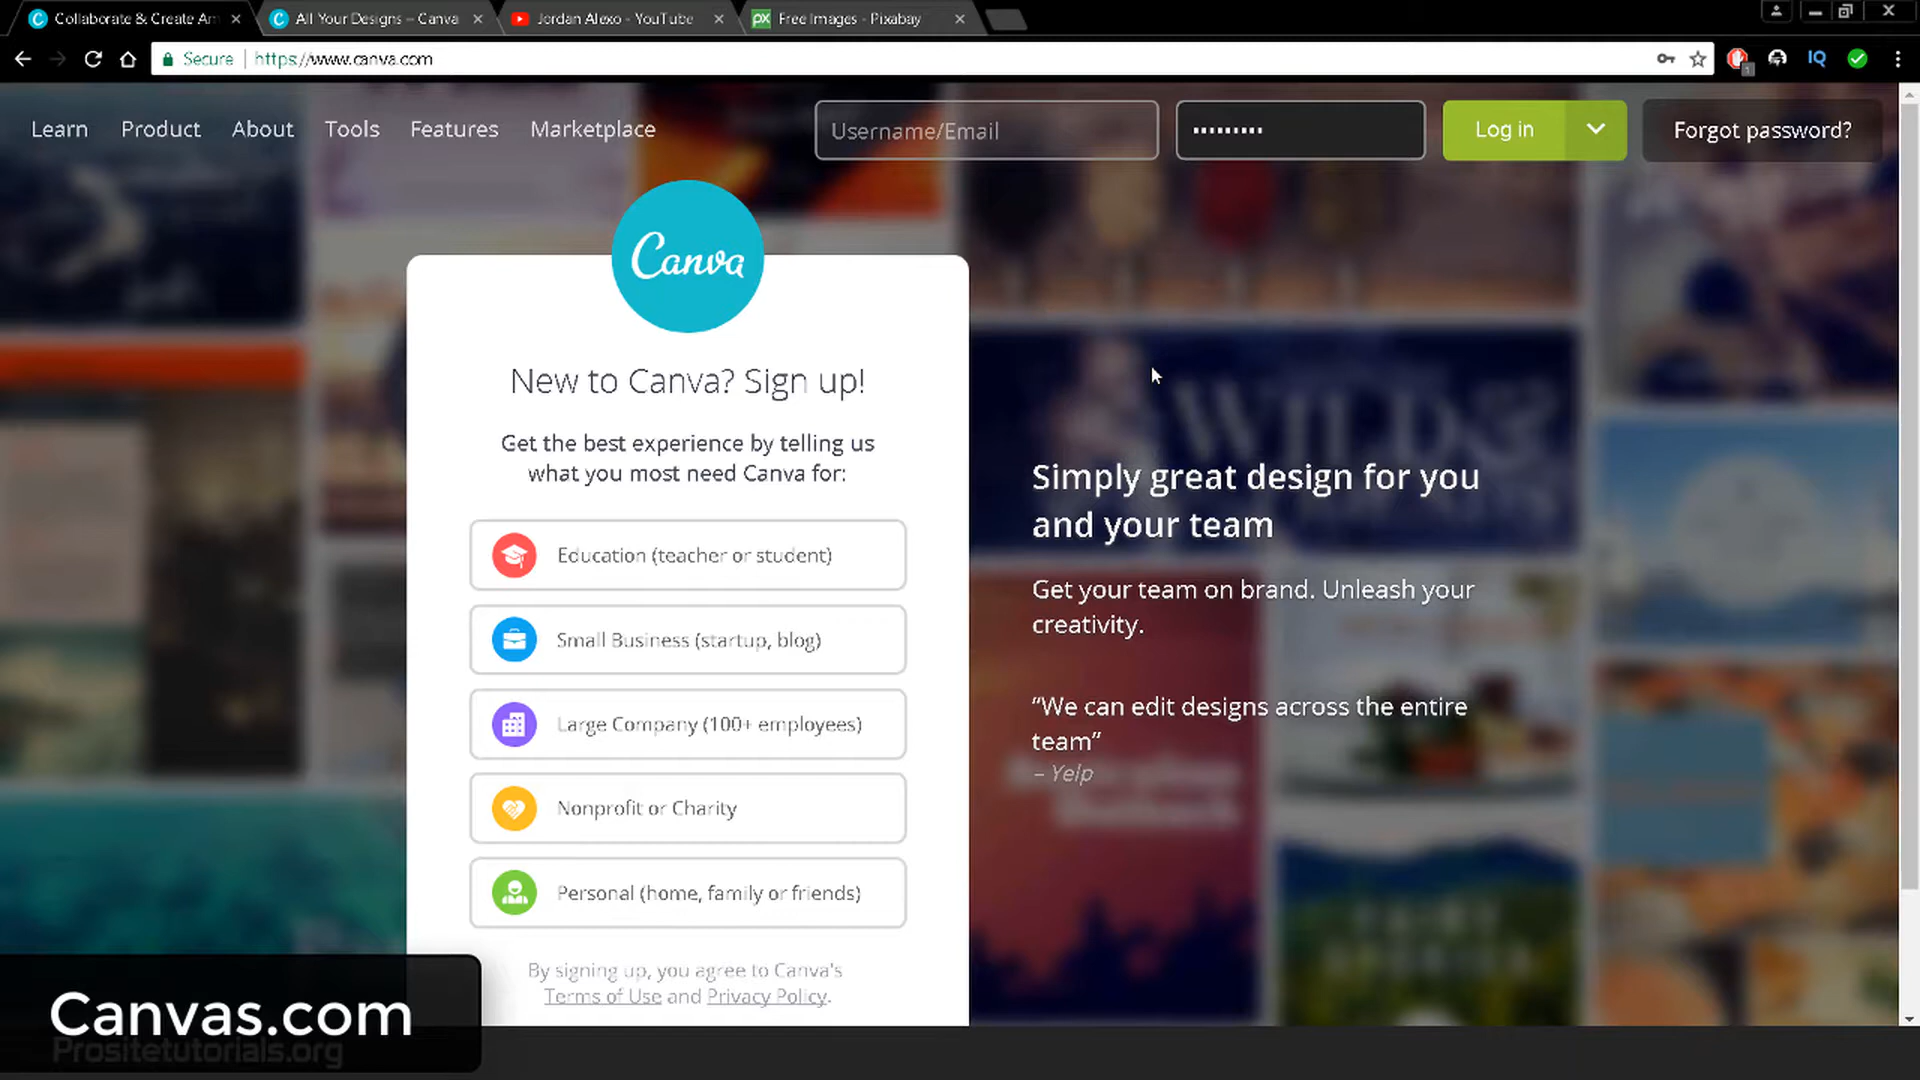 Collaborate & Create Am
All Your Designs – Canva
Jordan Alexo - YouTube
Free Images - Pixabay
Secure
https://www.canva.com
1
IQ
Learn
Product
About
Tools
Features
Marketplace
Username/Email
•••••••••
Log in
Forgot password?
Canva
New to Canva? Sign up!
Get the best experience by telling us
what you most need Canva for:
Education (teacher or student)
Small Business (startup, blog)
Large Company (100+ employees)
Nonprofit or Charity
Personal (home, family or friends)
By signing up, you agree to Canva's
Terms of Use and Privacy Policy.
WILD &
Simply great design for you
and your team
Get your team on brand. Unleash your
creativity.
“We can edit designs across the entire
team”
– Yelp
Canvas.com
Prositetutorials.org